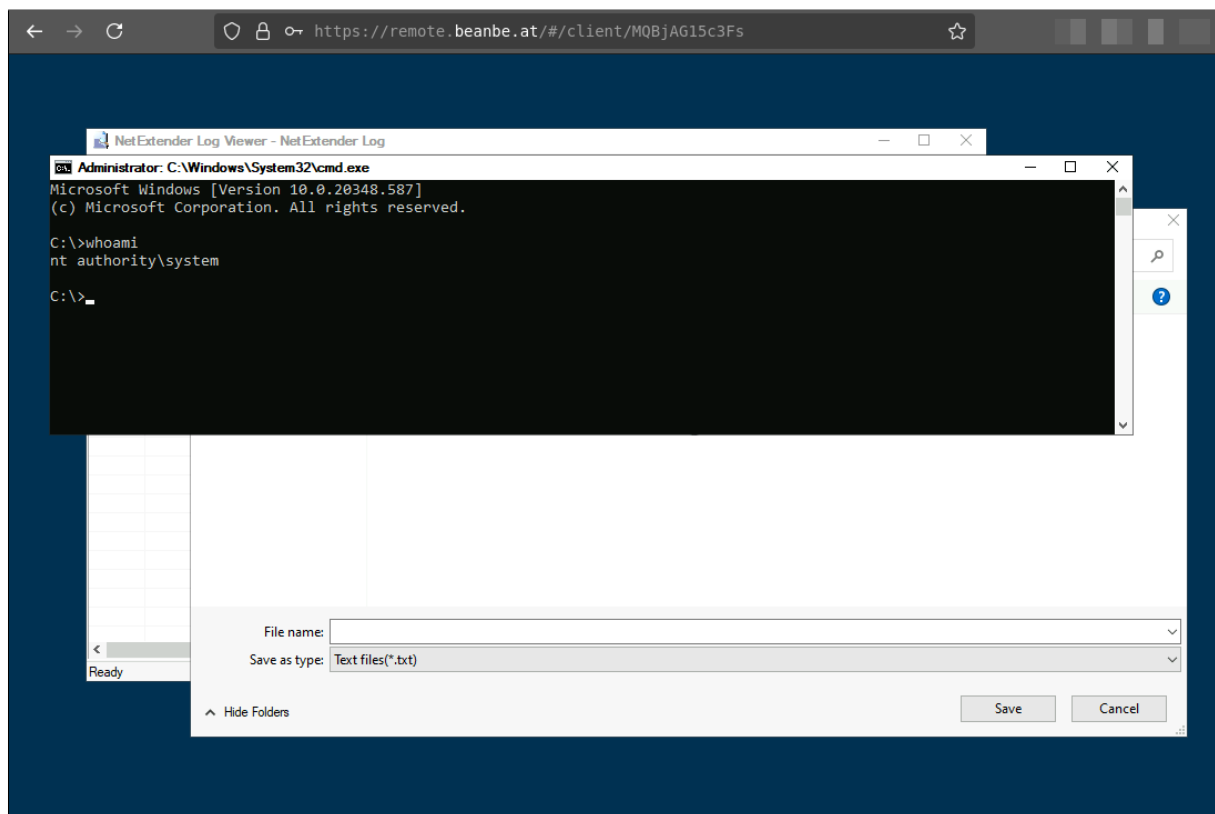 https://remote.beanbe.at/#/client/MQBjAG15c3Fs
NetExtender Log Viewer - NetExtender Log
Administrator: C:\Windows\System32\cmd.exe
Microsoft Windows [Version 10.0.20348.587]
(c) Microsoft Corporation. All rights reserved.
C:\>whoami
nt authority\system
C:\>
File name:
Save as type: Text files(*.txt)
Ready
Hide Folders
Save
Cancel